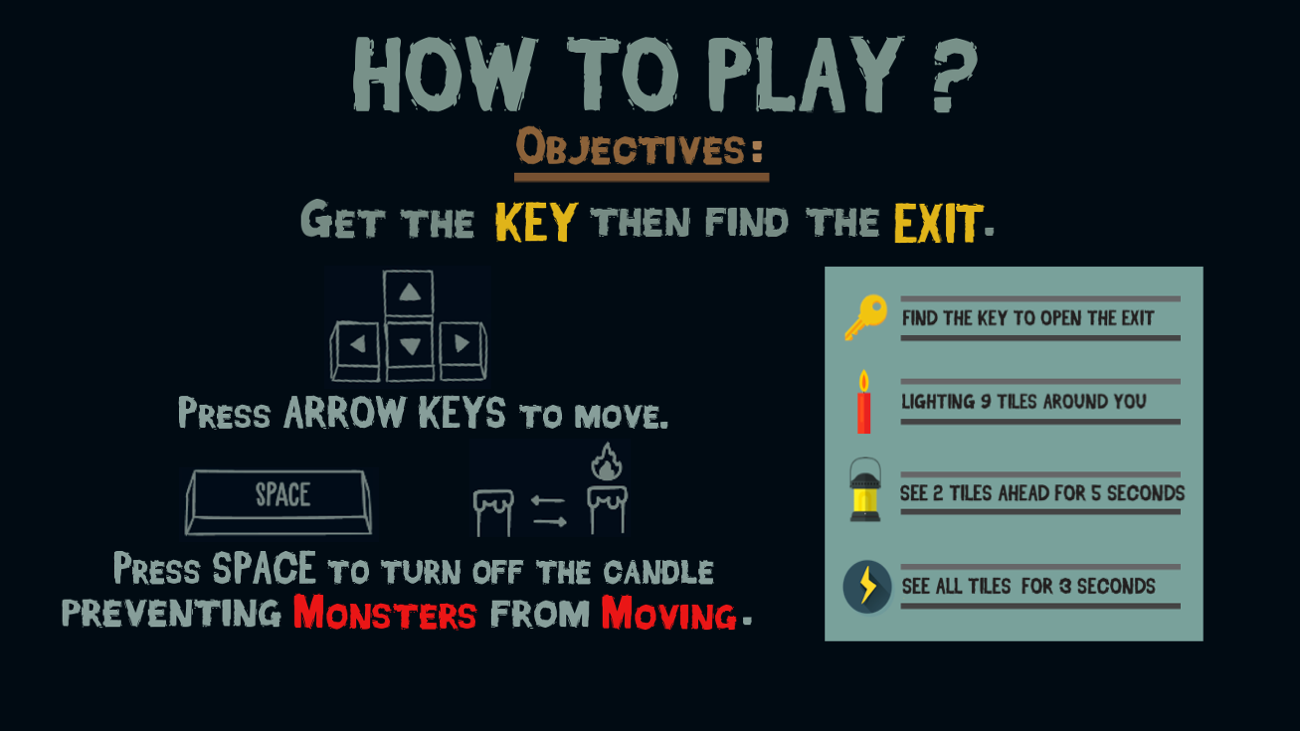 HOW TO PLAY ?
OBJECTIVES:
GET THE KEY THEN FIND THE EXIT.
PRESS ARROW KEYS TO MOVE.
SPACE
PRESS SPACE TO TURN OFF THE CANDLE
PREVENTING MONSTERS FROM MOVING.
FIND THE KEY TO OPEN THE EXIT
LIGHTING 9 TILES AROUND YOU
SEE 2 TILES AHEAD FOR 5 SECONDS
SEE ALL TILES FOR 3 SECONDS